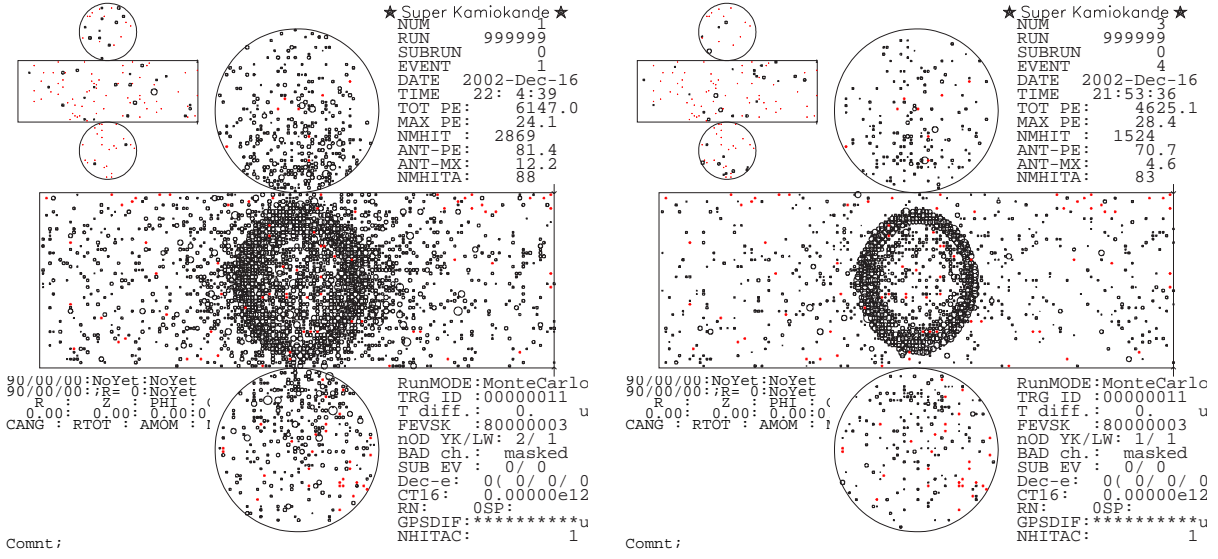 ★ Super Kamiokande ★
NUM 1
RUN 999999
SUBRUN 0
EVENT 1
DATE 2002-Dec-16
TIME 22: 4:39
TOT PE: 6147.0
MAX PE: 24.1
NMHIT : 2869
ANT-PE: 81.4
ANT-MX: 12.2
NMHITA: 88
90/00/00:NoYet:NoYet
90/00/00:;R= 0:NoYet
R : Z : PHI : 
0.00: 0.00: 0.00:0
CANG : RTOT : AMOM :
RunMODE:MonteCarlo
TRG ID :00000011
T diff.: 0. u
FEVSK :80000003
nOD YK/LW: 2/ 1
BAD ch.: masked
SUB EV : 0/ 0
Dec-e: 0( 0/ 0/ 0
CT16: 0.00000e12
RN: 0SP:
GPSDIF:**********u
NHITAC: 1
Comnt;
★ Super Kamiokande ★
NUM 3
RUN 999999
SUBRUN 0
EVENT 4
DATE 2002-Dec-16
TIME 21:53:36
TOT PE: 4625.1
MAX PE: 28.4
NMHIT : 1524
ANT-PE: 70.7
ANT-MX: 4.6
NMHITA: 83
90/00/00:NoYet:NoYet
90/00/00:;R= 0:NoYet
R : Z : PHI :
0.00: 0.00: 0.00:0
CANG : RTOT : AMOM :
RunMODE:MonteCarlo
TRG ID :00000011
T diff.: 0. u
FEVSK :80000003
nOD YK/LW: 1/ 1
BAD ch.: masked
SUB EV : 0/ 0
Dec-e: 0( 0/ 0/ 0
CT16: 0.00000e12
RN: 0SP:
GPSDIF:**********u
NHITAC: 1
Comnt;